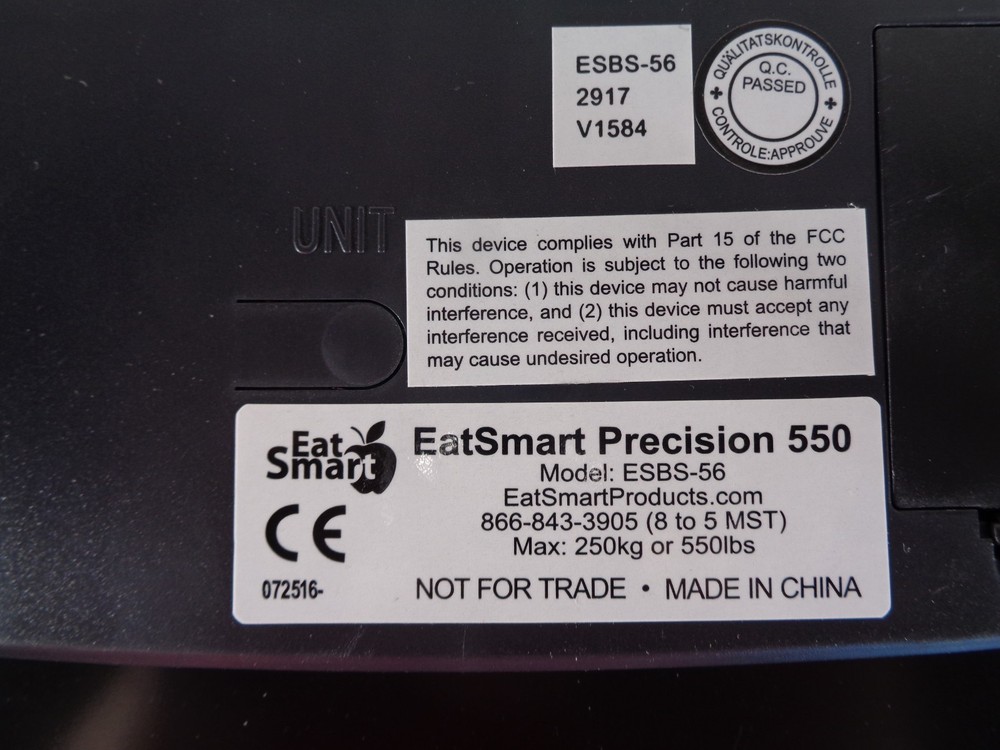 ESBS-56
2917
V1584
QUALITATSKONTROLLE
Q.C.
PASSED
CONTROLE:APPROUVE
UNIT
This device complies with Part 15 of the FCC
Rules. Operation is subject to the following two
conditions: (1) this device may not cause harmful
interference, and (2) this device must accept any
interference received, including interference that
may cause undesired operation.
Eat
Smart
EatSmart Precision 550
Model: ESBS-56
EatSmartProducts.com
866-843-3905 (8 to 5 MST)
Max: 250kg or 550lbs
CE
072516-
NOT FOR TRADE • MADE IN CHINA